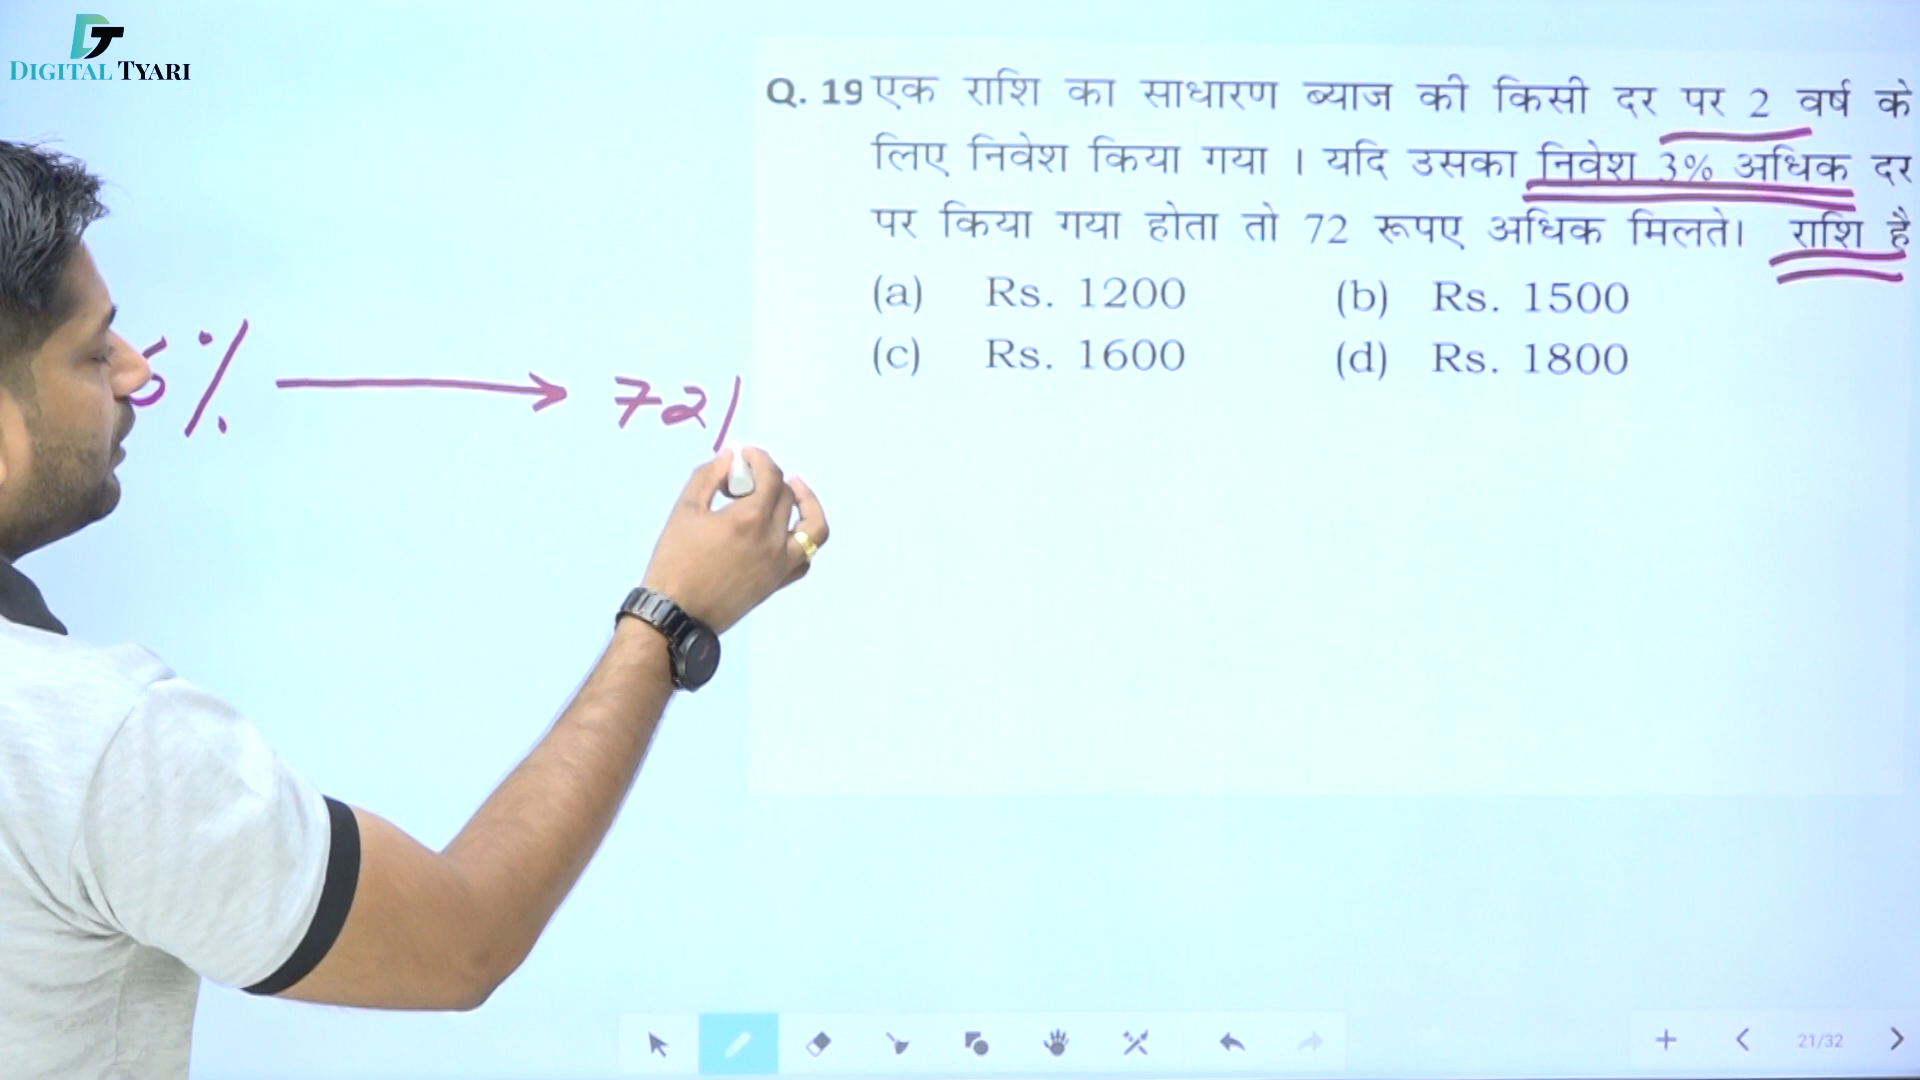 DIGITAL TYARI
Q. 19 एक राशि का साधारण ब्याज की किसी दर पर 2 वर्ष के
लिए निवेश किया गया । यदि उसका निवेश 3% अधिक दर
पर किया गया होता तो 72 रूपए अधिक मिलते। राशि है
(a) Rs. 1200 (b) Rs. 1500
(c) Rs. 1600 (d) Rs. 1800
6% → 72/
21/32